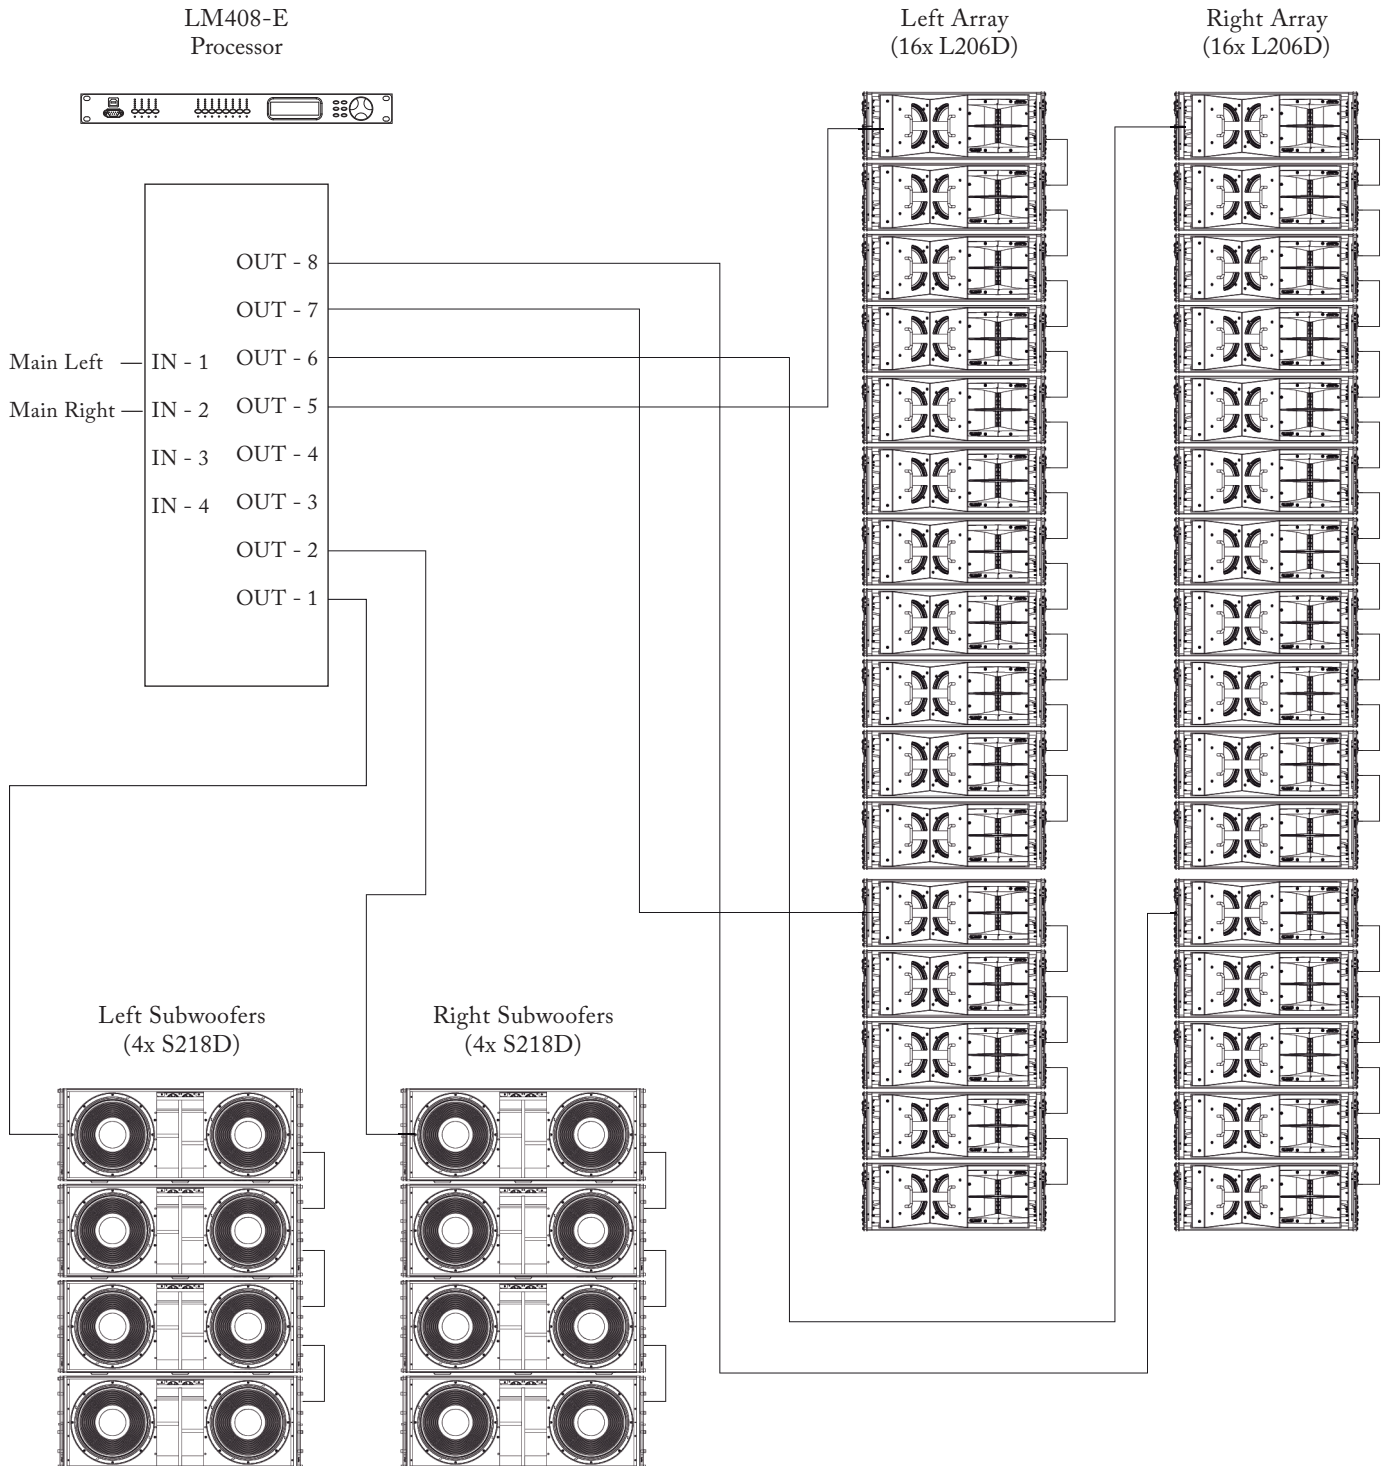 LM408-E
Processor
Left Array
(16x L206D)
Right Array
(16x L206D)
OUT - 8
OUT - 7
Main Left
IN - 1
OUT - 6
Main Right
IN - 2
OUT - 5
IN - 3
OUT - 4
IN - 4
OUT - 3
OUT - 2
OUT - 1
Left Subwoofers
(4x S218D)
Right Subwoofers
(4x S218D)